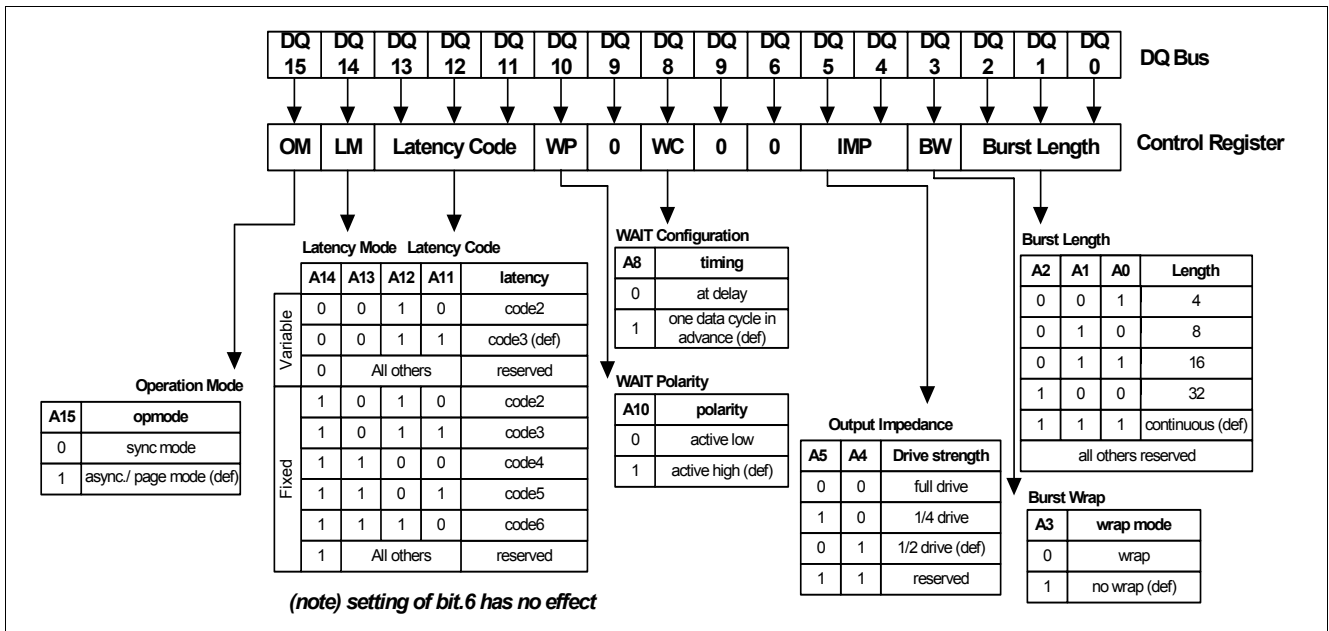 DQ 15 DQ 14 DQ 13 DQ 12 DQ 11 DQ 10 DQ 9 DQ 8 DQ 9 DQ 6 DQ 5 DQ 4 DQ 3 DQ 2 DQ 1 DQ 0 DQ Bus
OM LM Latency Code WP 0 WC 0 0 IMP BW Burst Length Control Register
Operation Mode
A15 opmode
0 sync mode
1 async./ page mode (def)
Latency Mode Latency Code
A14 A13 A12 A11 latency
Variable
0 0 1 0 code2
0 0 1 1 code3 (def)
0 All others reserved
Fixed
1 0 1 0 code2
1 0 1 1 code3
1 1 0 0 code4
1 1 0 1 code5
1 1 1 0 code6
1 All others reserved
(note) setting of bit.6 has no effect
WAIT Configuration
A8 timing
0 at delay
1 one data cycle in
advance (def)
WAIT Polarity
A10 polarity
0 active low
1 active high (def)
Output Impedance
A5 A4 Drive strength
0 0 full drive
1 0 1/4 drive
0 1 1/2 drive (def)
1 1 reserved
Burst Length
A2 A1 A0 Length
0 0 1 4
0 1 0 8
0 1 1 16
1 0 0 32
1 1 1 continuous (def)
all others reserved
Burst Wrap
A3 wrap mode
0 wrap
1 no wrap (def)